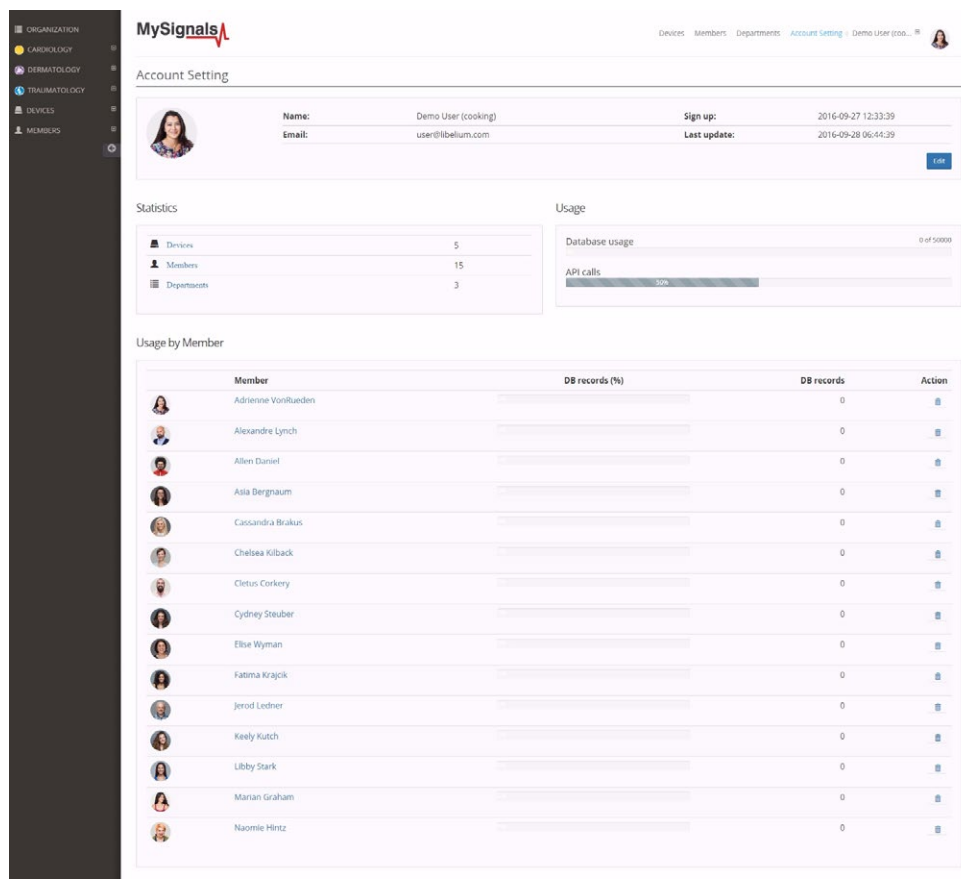 ORGANIZATION
CARDIOLOGY
DERMATOLOGY
TRAUMATOLOGY
DEVICES
MEMBERS
MySignals
Devices Members Departments Account Setting / Demo User (coo...
Account Setting
Name: Demo User (cooking) Sign up: 2016-09-27 12:33:39
Email: user@libelium.com Last update: 2016-09-28 06:44:39
Edit
Statistics
Devices 5
Members 15
Departments 3
Usage
Database usage 0 of 50000
API calls
50%
Usage by Member
Member DB records (%) DB records Action
Adrienne VonRueden 0
Alexandre Lynch 0
Allen Daniel 0
Asia Bergnaum 0
Cassandra Brakus 0
Chelsea Kilback 0
Cletus Corkery 0
Cydney Steuber 0
Elise Wyman 0
Fatima Krajcik 0
Jerod Ledner 0
Keely Kutch 0
Libby Stark 0
Marian Graham 0
Naomie Hintz 0